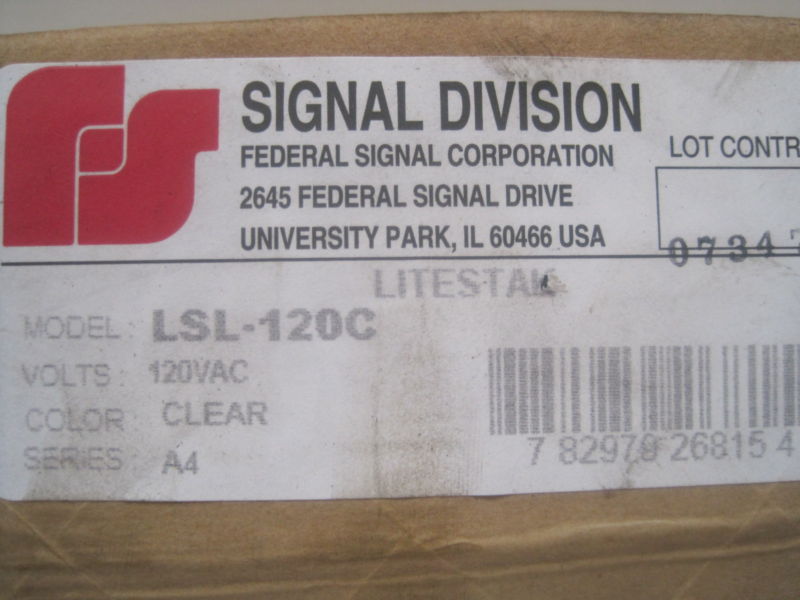 FS
SIGNAL DIVISION
FEDERAL SIGNAL CORPORATION
2645 FEDERAL SIGNAL DRIVE
UNIVERSITY PARK, IL 60466 USA
LOT CONTR
0734
LITESTAK
MODEL: LSL-120C
VOLTS: 120VAC
COLOR: CLEAR
SERIES: A4
7 82979 26815 4